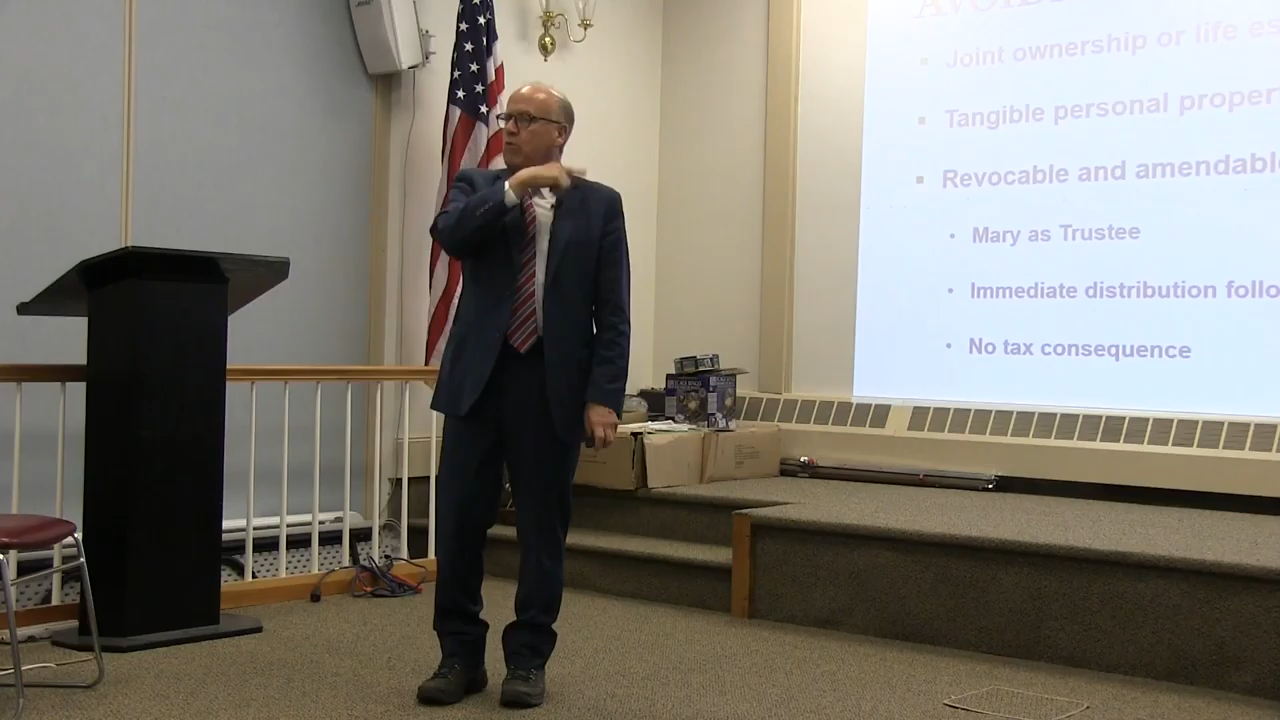 Joint ownership or life es
Tangible personal proper
Revocable and amendabl
Mary as Trustee
Immediate distribution follo
No tax consequence